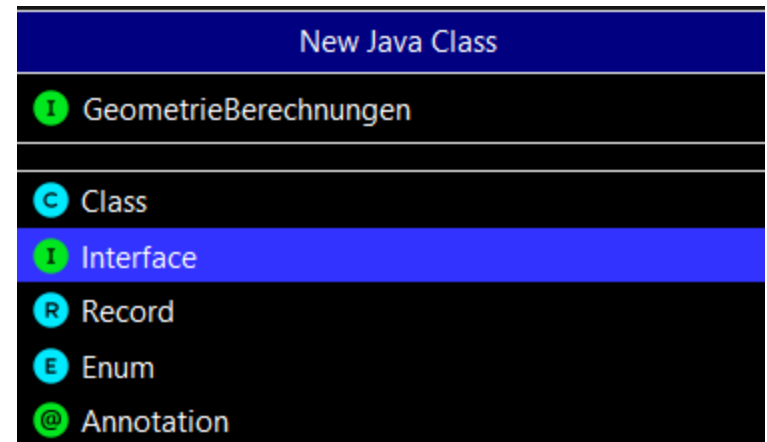 New Java Class
I GeometrieBerechnungen
C Class
I Interface
R Record
E Enum
@ Annotation